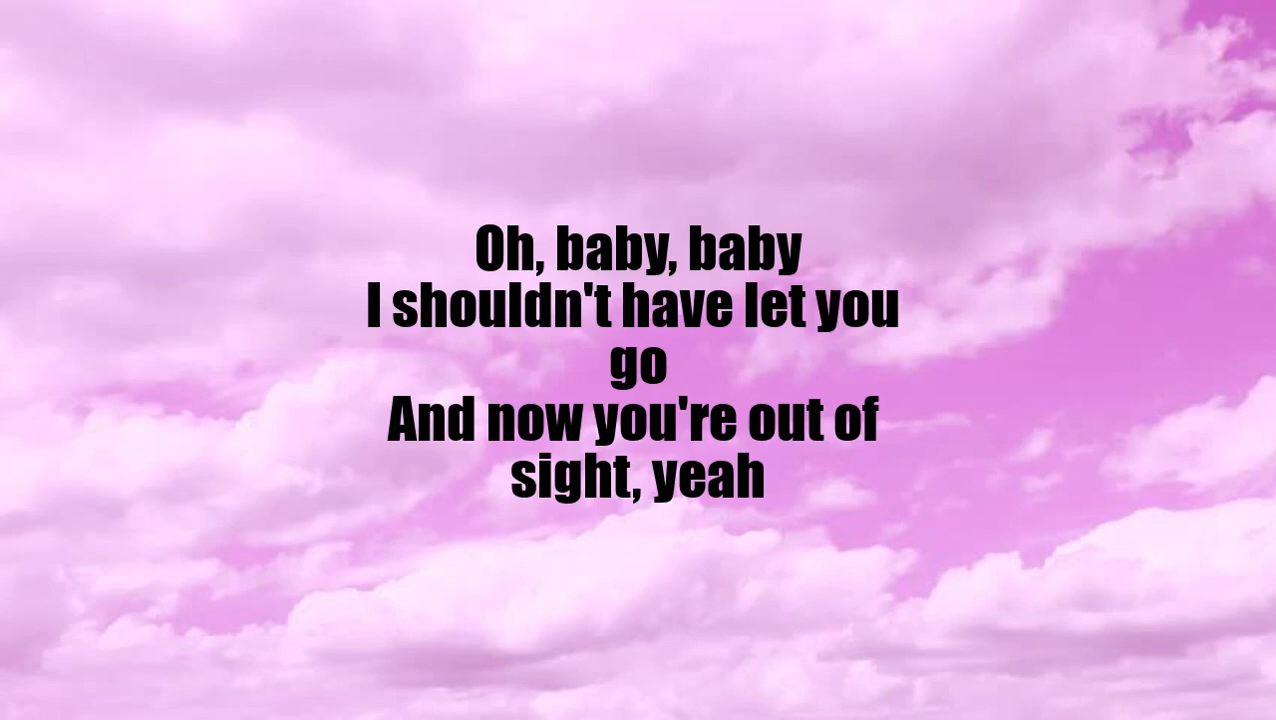 Oh, baby, baby
I shouldn't have let you
go
And now you're out of
sight, yeah